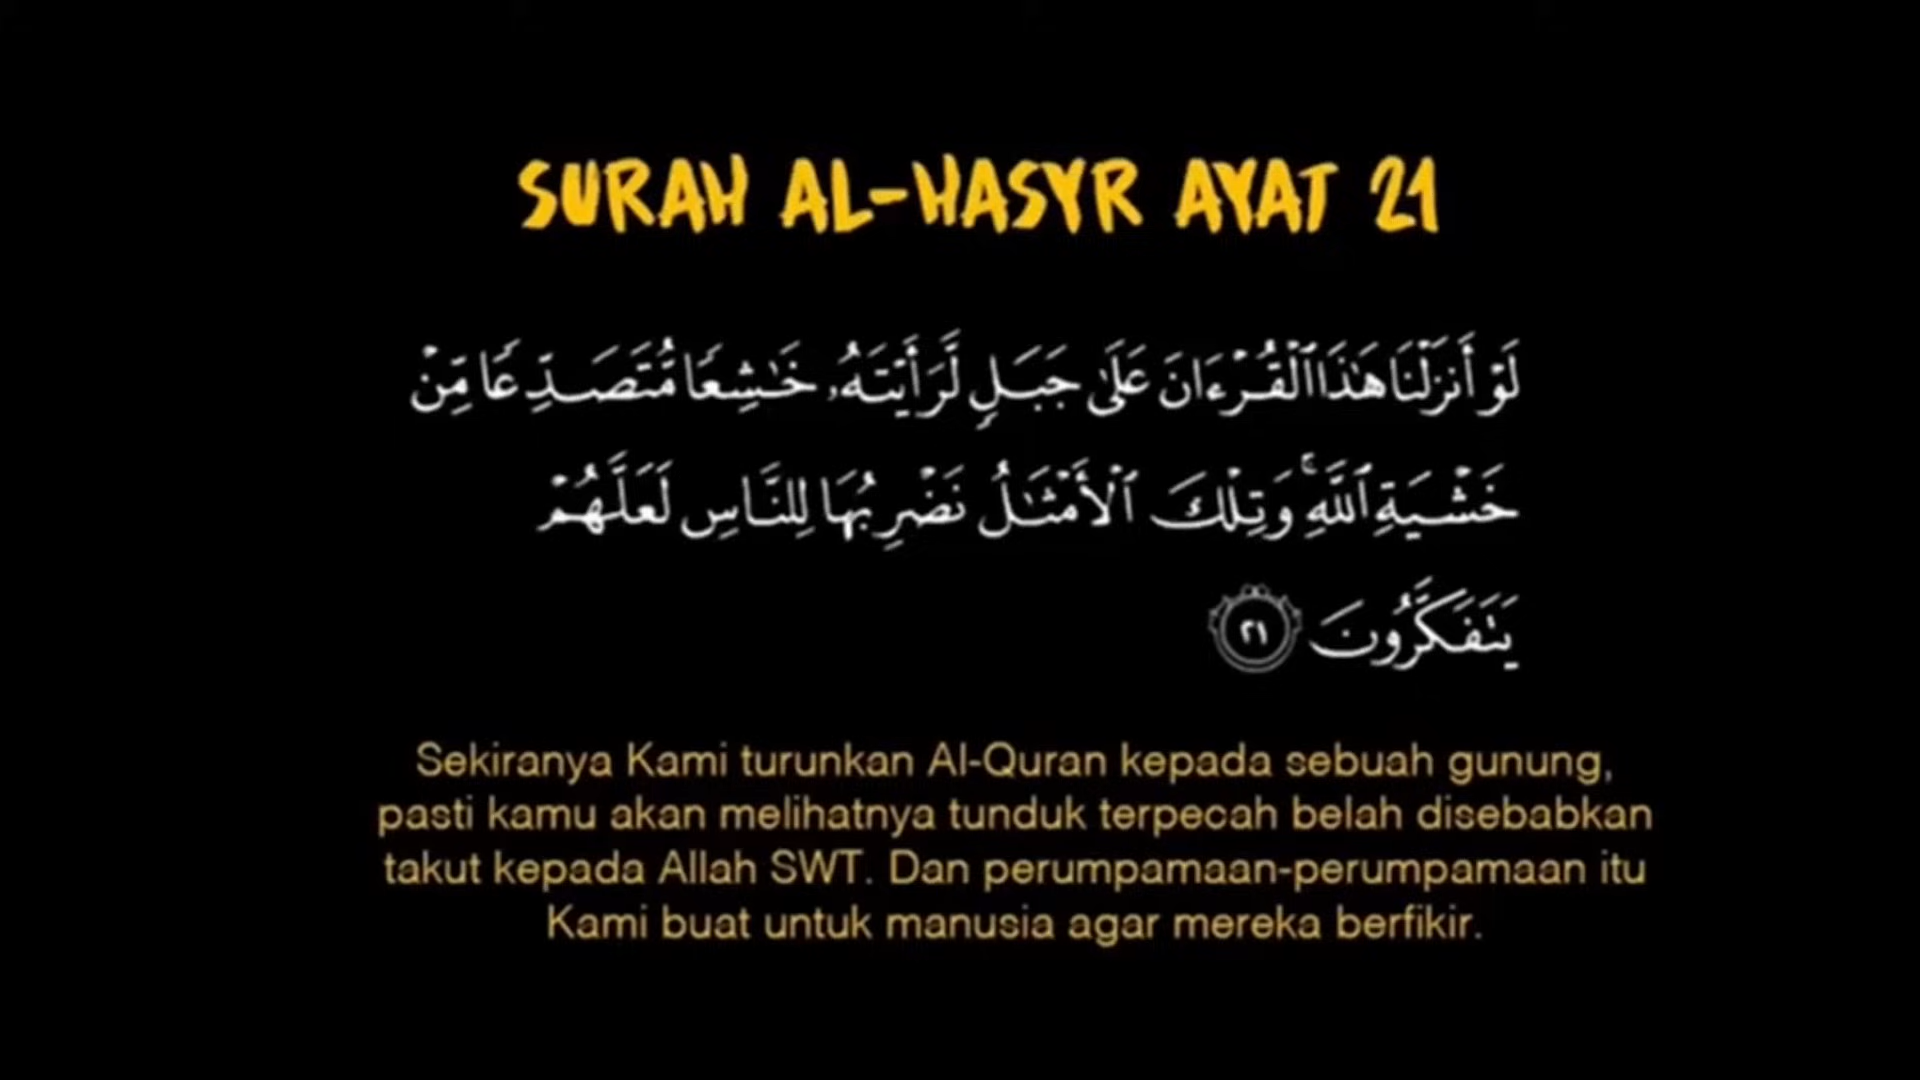 SURAH AL-HASYR AYAT 21
لَوْ أَنزَلْنَا هَٰذَا ٱلْقُرْءَانَ عَلَىٰ جَبَلٍ لَّرَأَيْتَهُۥ خَٰشِعًا مُّتَصَدِّعًا مِّنْ
خَشْيَةِ ٱللَّهِ ۚ وَتِلْكَ ٱلْأَمْثَٰلُ نَضْرِبُهَا لِلنَّاسِ لَعَلَّهُمْ
يَتَفَكَّرُونَ ٢١
Sekiranya Kami turunkan Al-Quran kepada sebuah gunung,
pasti kamu akan melihatnya tunduk terpecah belah disebabkan
takut kepada Allah SWT. Dan perumpamaan-perumpamaan itu
Kami buat untuk manusia agar mereka berfikir.